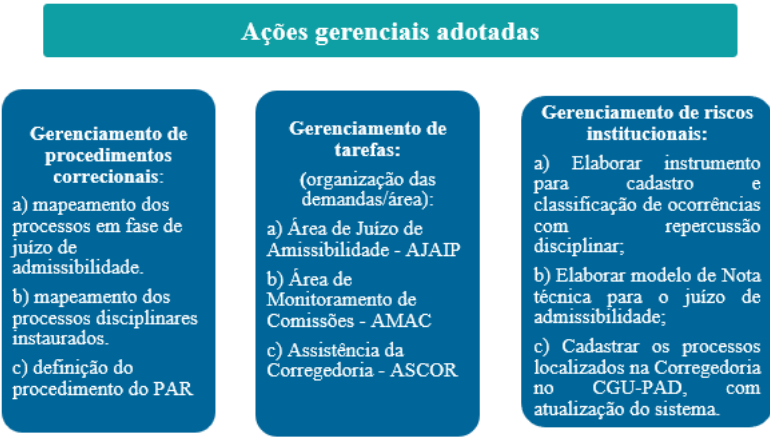 Ações gerenciais adotadas
Gerenciamento de
procedimentos
correcionais:
a) mapeamento dos
processos em fase de
juízo de
admissibilidade.
b) mapeamento dos
processos disciplinares
instaurados.
c) definição do
procedimento do PAR
Gerenciamento de
tarefas:
(organização das
demandas/área):
a) Área de Juízo de
Amissibilidade - AJAIP
b) Área de
Monitoramento de
Comissões - AMAC
c) Assistência da
Corregedoria - ASCOR
Gerenciamento de riscos
institucionais:
a) Elaborar instrumento
para cadastro e
classificação de ocorrências
com repercussão
disciplinar;
b) Elaborar modelo de Nota
técnica para o juízo de
admissibilidade;
c) Cadastrar os processos
localizados na Corregedoria
no CGU-PAD, com
atualização do sistema.